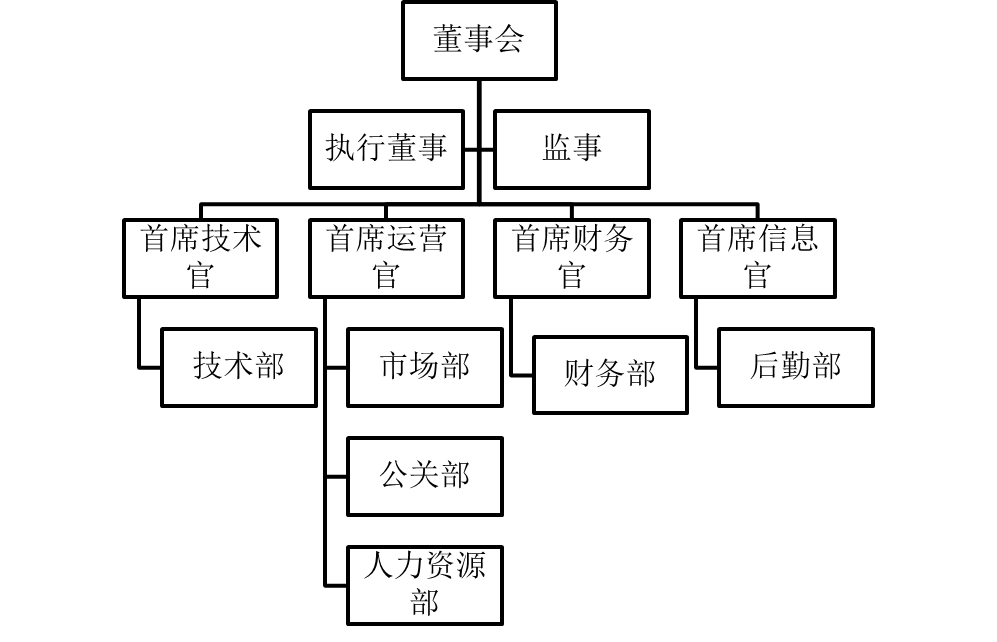 董事会
执行董事
监事
首席技术
官
首席运营
官
首席财务
官
首席信息
官
技术部
市场部
财务部
后勤部
公关部
人力资源
部